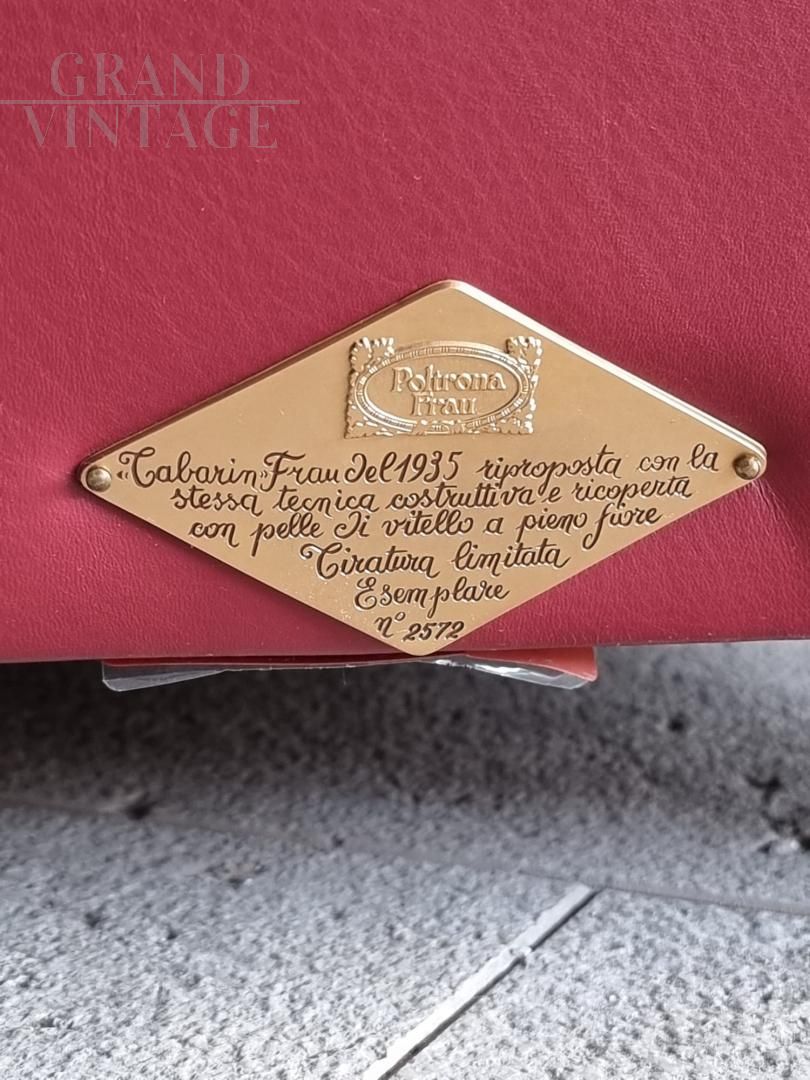 GRAND
VINTAGE
Poltrona
Frau
«Tabarin» Frau del 1935 riproposta con la
stessa tecnica costruttiva e ricoperta
con pelle di vitello a pieno fiore
Tiratura limitata
Esemplare
n° 2572